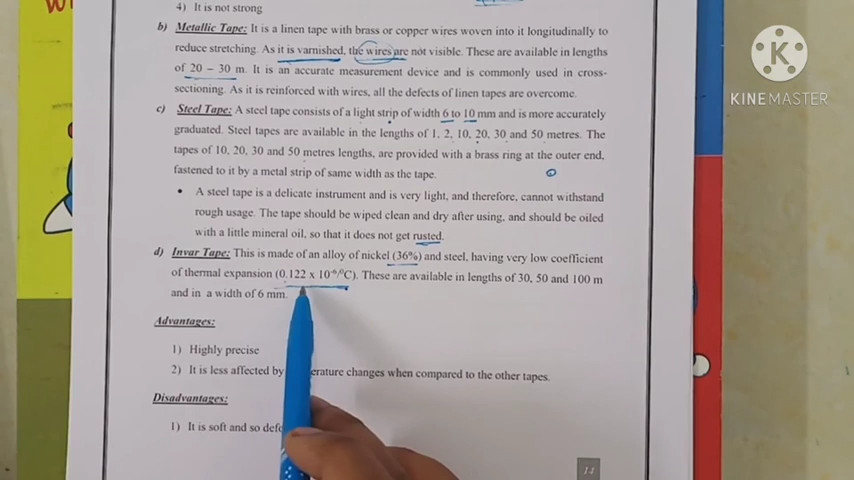 4) It is not strong
b) Metallic Tape: It is a linen tape with brass or copper wires woven into it longitudinally to
reduce stretching. As it is varnished, the wires are not visible. These are available in lengths
of 20 – 30 m. It is an accurate measurement device and is commonly used in cross-
sectioning. As it is reinforced with wires, all the defects of linen tapes are overcome.
c) Steel Tape: A steel tape consists of a light strip of width 6 to 10 mm and is more accurately
graduated. Steel tapes are available in the lengths of 1, 2, 10, 20, 30 and 50 metres. The
tapes of 10, 20, 30 and 50 metres lengths, are provided with a brass ring at the outer end,
fastened to it by a metal strip of same width as the tape.
• A steel tape is a delicate instrument and is very light, and therefore, cannot withstand
rough usage. The tape should be wiped clean and dry after using, and should be oiled
with a little mineral oil, so that it does not get rusted.
d) Invar Tape: This is made of an alloy of nickel (36%) and steel, having very low coefficient
of thermal expansion (0.122 x 10⁻⁶/⁰C). These are available in lengths of 30, 50 and 100 m
and in a width of 6 mm.
Advantages:
1) Highly precise
2) It is less affected by erature changes when compared to the other tapes.
Disadvantages:
1) It is soft and so
14
K
KINEMASTER